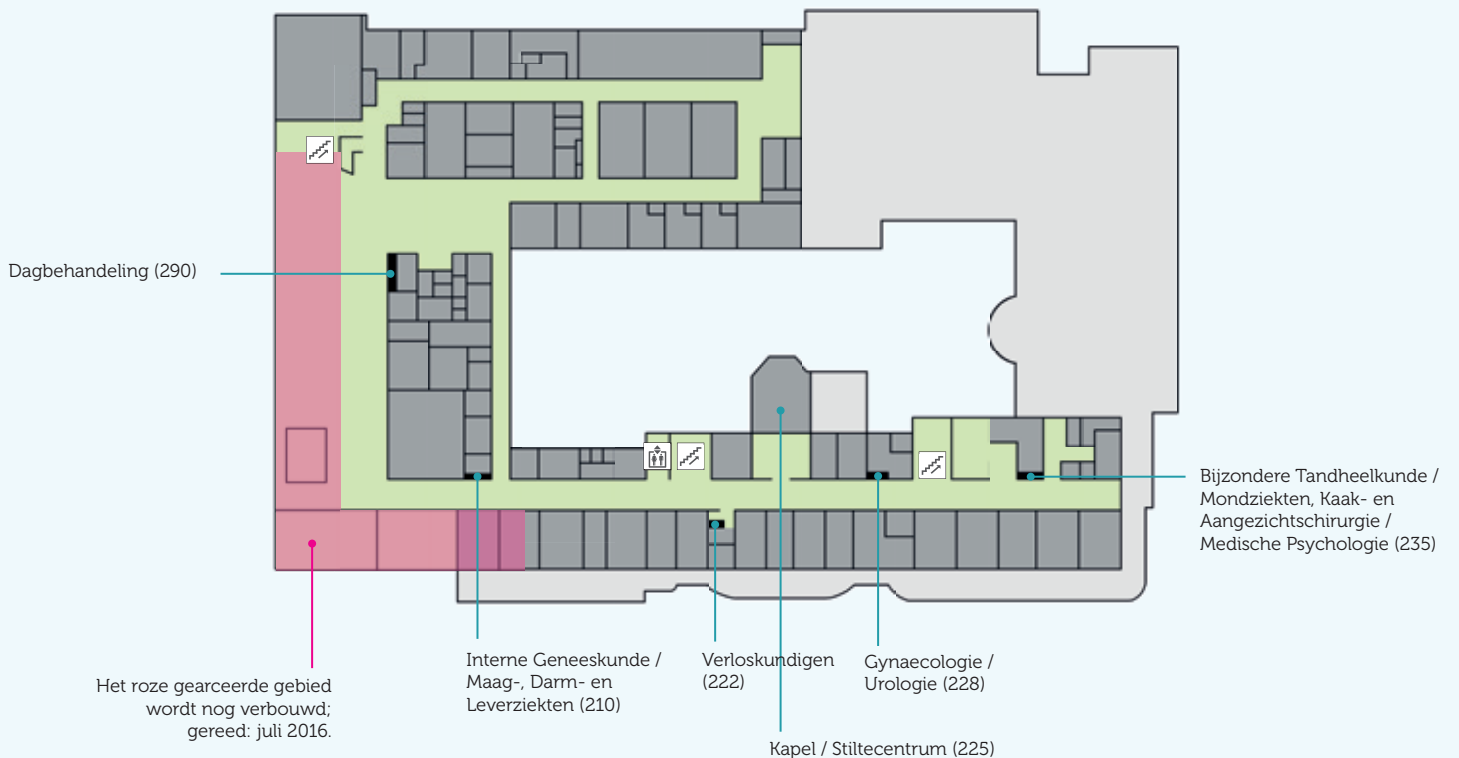 Dagbehandeling (290)
Bijzondere Tandheelkunde /
Mondziekten, Kaak- en
Aangezichtschirurgie /
Medische Psychologie (235)
Interne Geneeskunde /
Maag-, Darm- en
Leverziekten (210)
Verloskundigen
(222)
Gynaecologie /
Urologie (228)
Het roze gearceerde gebied
wordt nog verbouwd;
gereed: juli 2016.
Kapel / Stiltecentrum (225)